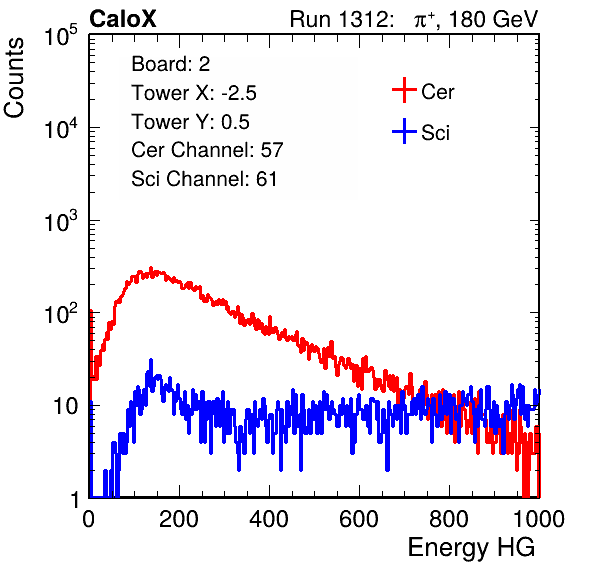 CaloX Run 1312: π⁺, 180 GeV
Board: 2
Tower X: -2.5
Tower Y: 0.5
Cer Channel: 57
Sci Channel: 61
Cer
Sci
Counts
10⁵
10⁴
10³
10²
10
1
0 200 400 600 800 1000
Energy HG